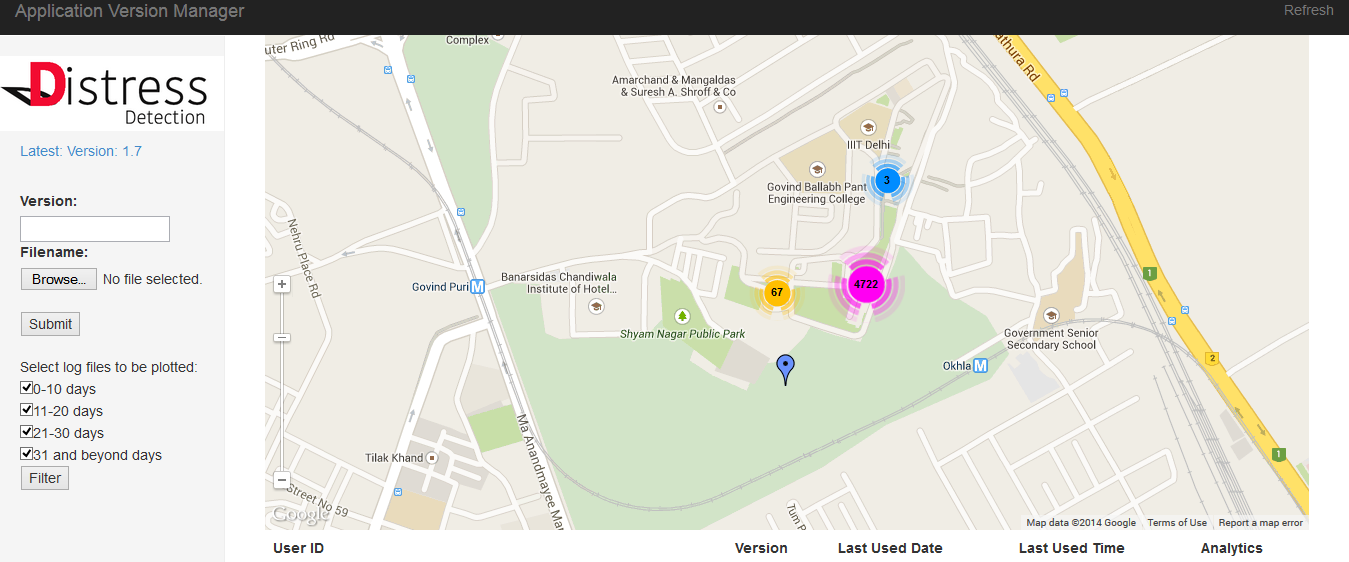 Application Version Manager
Refresh
Distress
Detection
Latest: Version: 1.7
Version:
Filename:
Browse... No file selected.
Submit
Select log files to be plotted:
0-10 days
11-20 days
21-30 days
31 and beyond days
Filter
uter Ring Rd
Complex
athura Rd
Amarchand & Mangaldas
& Suresh A. Shroff & Co
IIIT Delhi
3
Govind Ballabh Pant
Engineering College
Nehru Place Rd
1
Govind Puri M
Banarsidas Chandiwala
Institute of Hotel...
67
4722
Shyam Nagar Public Park
Government Senior
Secondary School
2
Okhla M
Ma Anandmayee Mar
Tilak Khand
1
Street No 59
Tum
Google
Map data ©2014 Google
Terms of Use
Report a map error
User ID
Version
Last Used Date
Last Used Time
Analytics